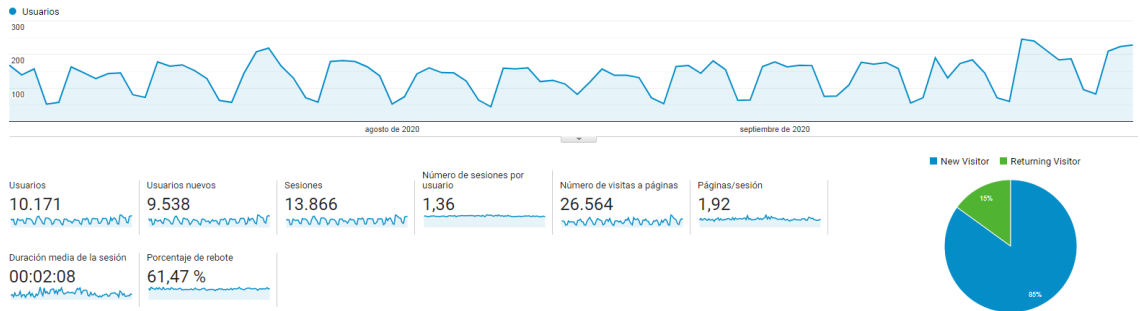 Usuarios
300
200
100
agosto de 2020
septiembre de 2020
New Visitor
Returning Visitor
Usuarios
10.171
Usuarios nuevos
9.538
Sesiones
13.866
Número de sesiones por
usuario
1,36
Número de visitas a páginas
26.564
Páginas/sesión
1,92
15%
85%
Duración media de la sesión
00:02:08
Porcentaje de rebote
61,47 %